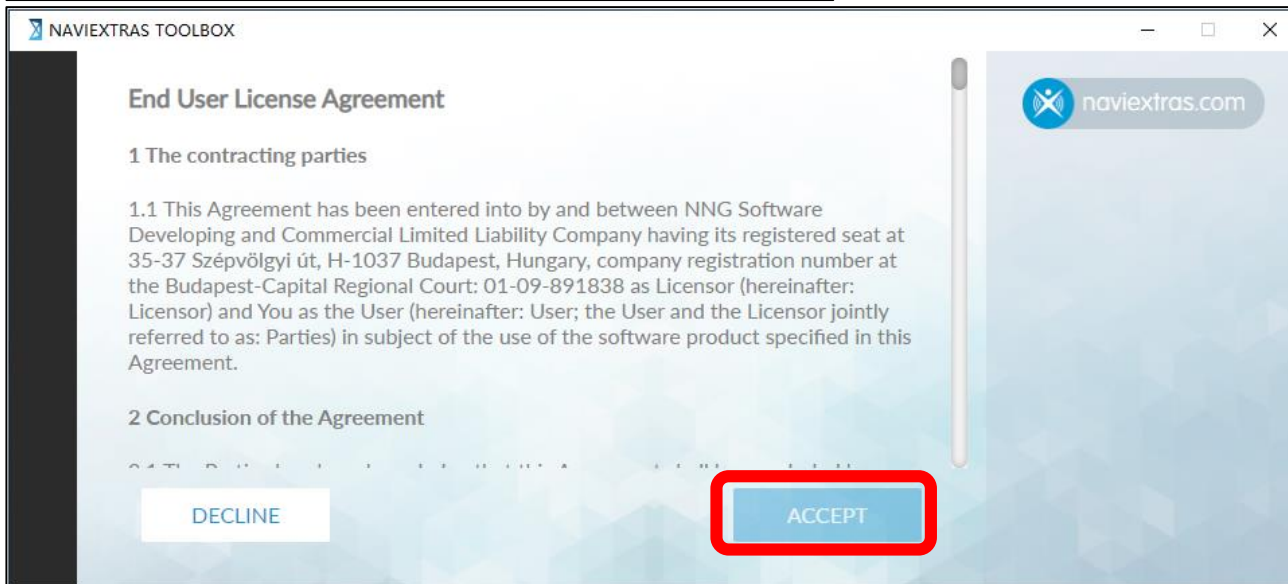 NAVIEXTRAS TOOLBOX
naviextras.com
End User License Agreement
1 The contracting parties
1.1 This Agreement has been entered into by and between NNG Software
Developing and Commercial Limited Liability Company having its registered seat at
35-37 Szépvölgyi út, H-1037 Budapest, Hungary, company registration number at
the Budapest-Capital Regional Court: 01-09-891838 as Licensor (hereinafter:
Licensor) and You as the User (hereinafter: User; the User and the Licensor jointly
referred to as: Parties) in subject of the use of the software product specified in this
Agreement.
2 Conclusion of the Agreement
DECLINE
ACCEPT